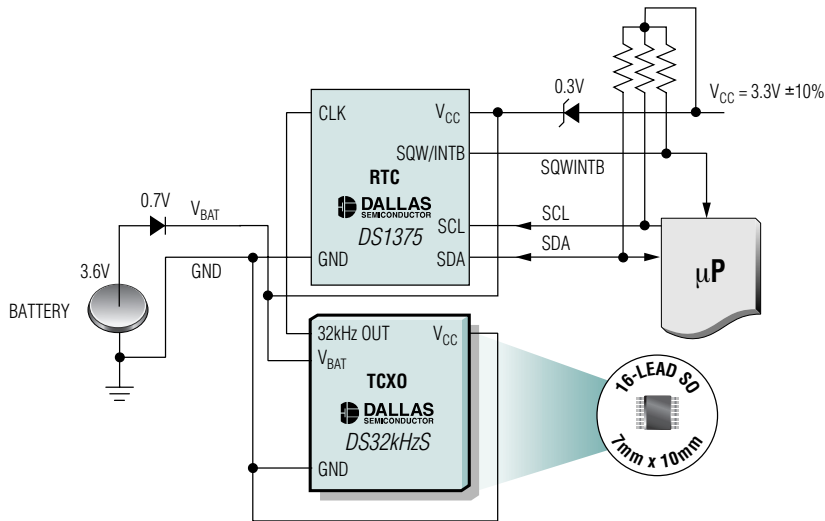 0.3V
V_CC = 3.3V ±10%
CLK
V_CC
SQW/INTB
SQWINTB
RTC
DALLAS
SEMICONDUCTOR
DS1375
SCL
SCL
SDA
SDA
GND
0.7V
V_BAT
GND
3.6V
BATTERY
µP
32kHz OUT
V_CC
V_BAT
TCXO
DALLAS
SEMICONDUCTOR
DS32kHzS
GND
16-LEAD SO
7mm x 10mm